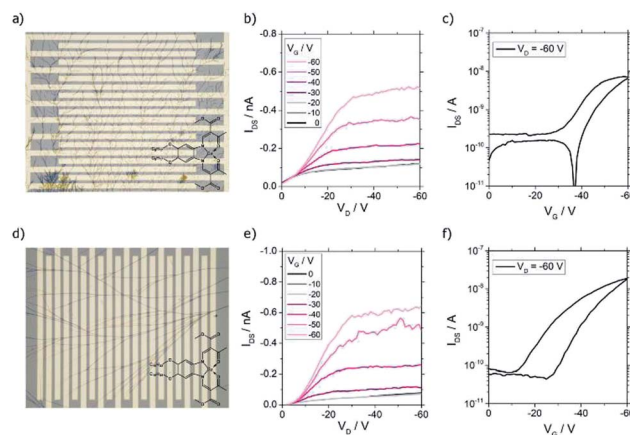 a)
b)
-0.8
-0.6
-0.4
-0.2
0.0
I_DS / nA
V_G / V
-60
-50
-40
-30
-20
-10
0
0
-20
-40
-60
V_D / V
c)
10⁻⁷
10⁻⁸
10⁻⁹
10⁻¹⁰
10⁻¹¹
I_DS / A
V_D = -60 V
0
-20
-40
-60
V_G / V
d)
e)
-1.0
-0.8
-0.6
-0.4
-0.2
0.0
I_DS / nA
V_G / V
0
-10
-20
-30
-40
-50
-60
0
-20
-40
-60
V_D / V
f)
10⁻⁷
10⁻⁸
10⁻⁹
10⁻¹⁰
10⁻¹¹
I_DS / A
V_D = -60 V
0
-20
-40
-60
V_G / V